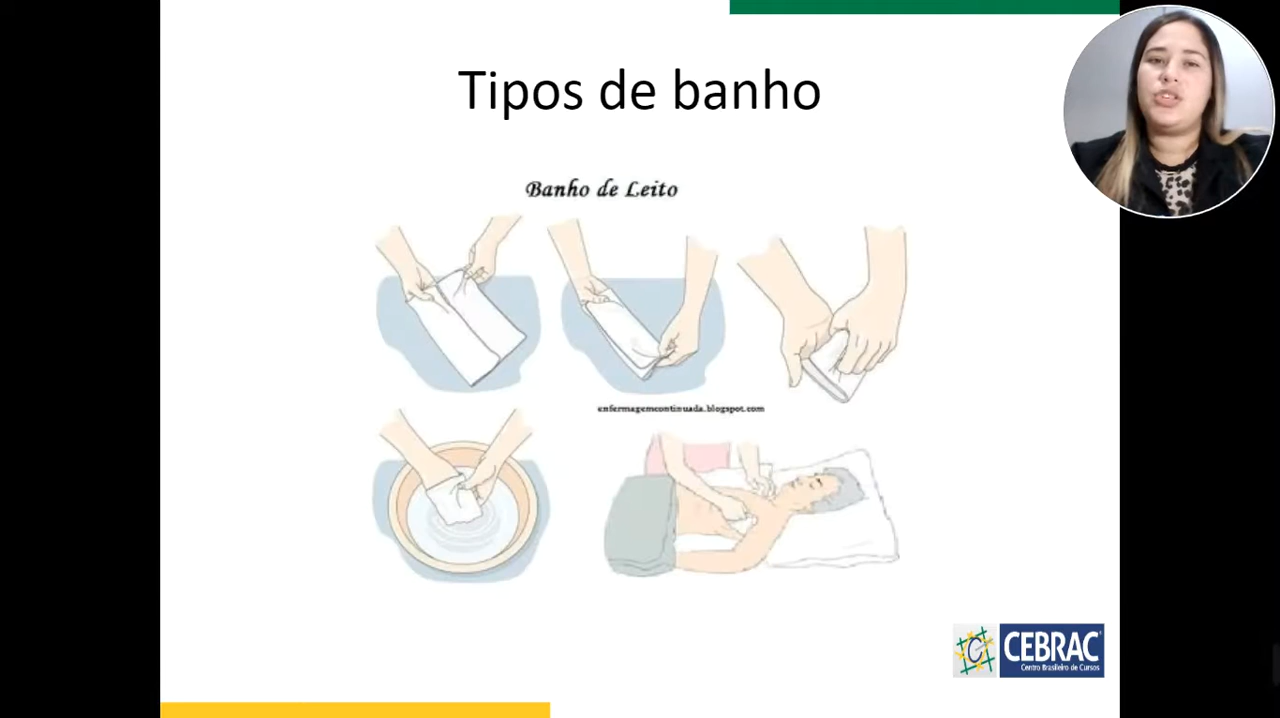 Tipos de banho
Banho de Leito
enfermagemcontinuada.blogspot.com
CEBRAC
Centro Brasileiro de Cursos